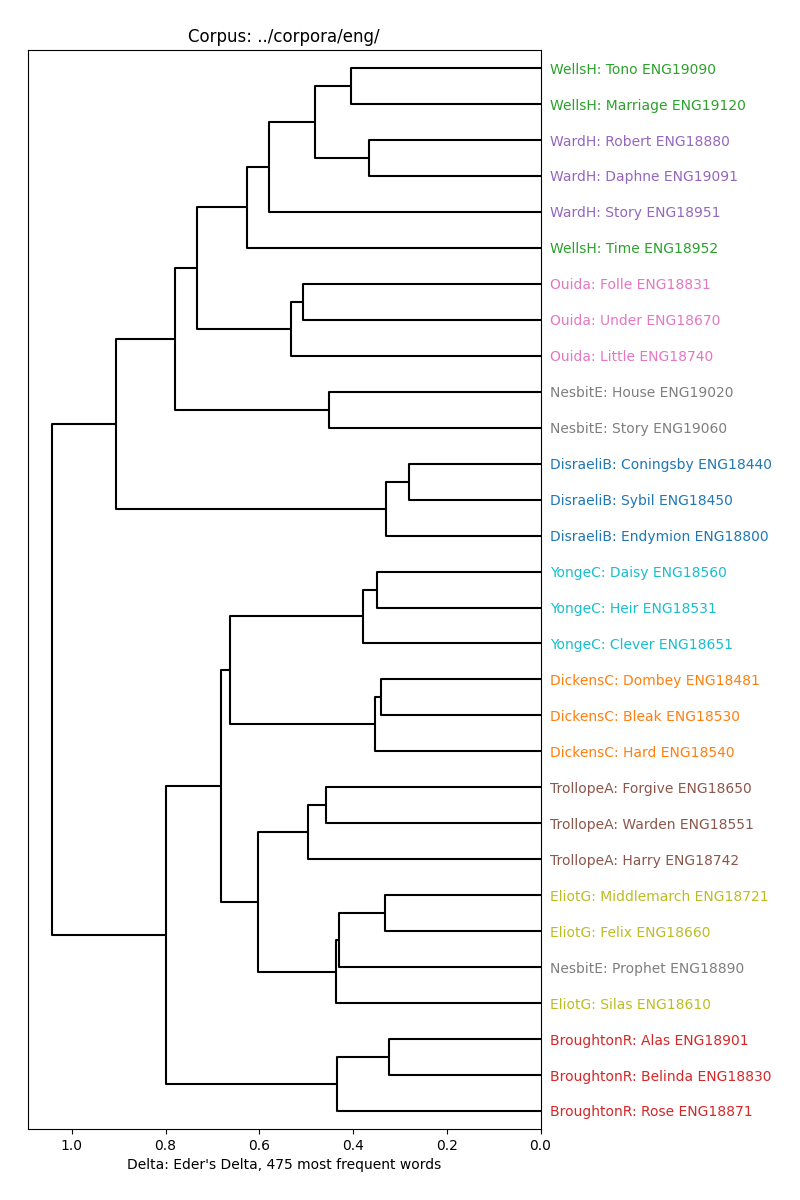 Corpus: ../corpora/eng/
WellsH: Tono ENG19090
WellsH: Marriage ENG19120
WardH: Robert ENG18880
WardH: Daphne ENG19091
WardH: Story ENG18951
WellsH: Time ENG18952
Ouida: Folle ENG18831
Ouida: Under ENG18670
Ouida: Little ENG18740
NesbitE: House ENG19020
NesbitE: Story ENG19060
DisraeliB: Coningsby ENG18440
DisraeliB: Sybil ENG18450
DisraeliB: Endymion ENG18800
YongeC: Daisy ENG18560
YongeC: Heir ENG18531
YongeC: Clever ENG18651
DickensC: Dombey ENG18481
DickensC: Bleak ENG18530
DickensC: Hard ENG18540
TrollopeA: Forgive ENG18650
TrollopeA: Warden ENG18551
TrollopeA: Harry ENG18742
EliotG: Middlemarch ENG18721
EliotG: Felix ENG18660
NesbitE: Prophet ENG18890
EliotG: Silas ENG18610
BroughtonR: Alas ENG18901
BroughtonR: Belinda ENG18830
BroughtonR: Rose ENG18871
1.0 0.8 0.6 0.4 0.2 0.0
Delta: Eder's Delta, 475 most frequent words